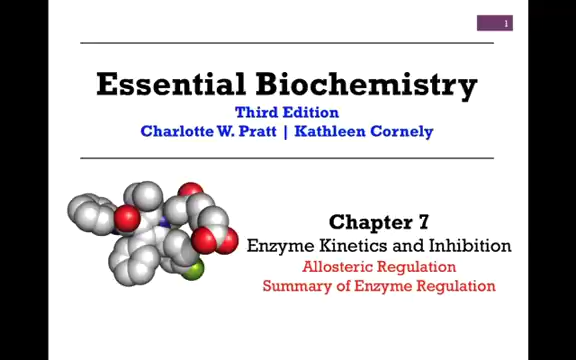 1
Essential Biochemistry
Third Edition
Charlotte W. Pratt | Kathleen Cornely
Chapter 7
Enzyme Kinetics and Inhibition
Allosteric Regulation
Summary of Enzyme Regulation